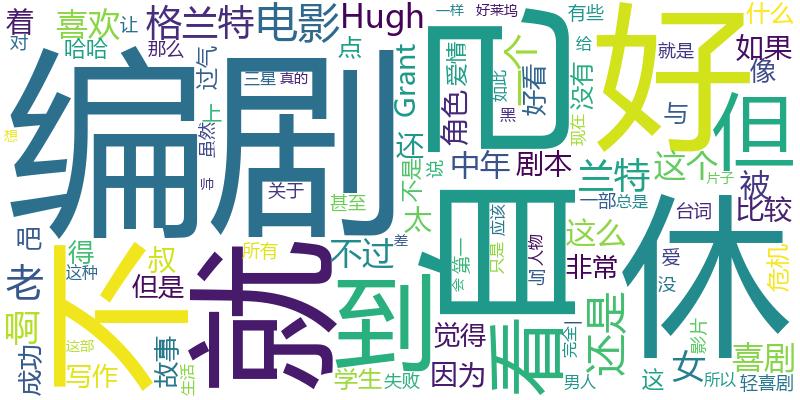 着
喜欢
格兰特
电影
Hugh
一样
好莱坞
有些
什么
对
哈哈
让
那么
过气
点
Grant
爱情
一个
给
就是
如果
像
编剧
三星
真的
如此
好看
没有
自己
好
角色
黑
现在
与
但
想
虽然
上
还
中年
剧本
兰特
这个
片子
师
关于
不是
说
一部
总是
被
吧
甚至
太
台词
比较
老
得
叔
所有
不过
差
第一
应该
这么
休
爱
危机
啊
不
这种
但是
就
到
会
只是
与
人物
非常
没
成功
这部
故事
觉得
看
完全
还是
影片
喜剧
写作
生活
学生
失败
因为
男人
这
女
所以
轻喜剧